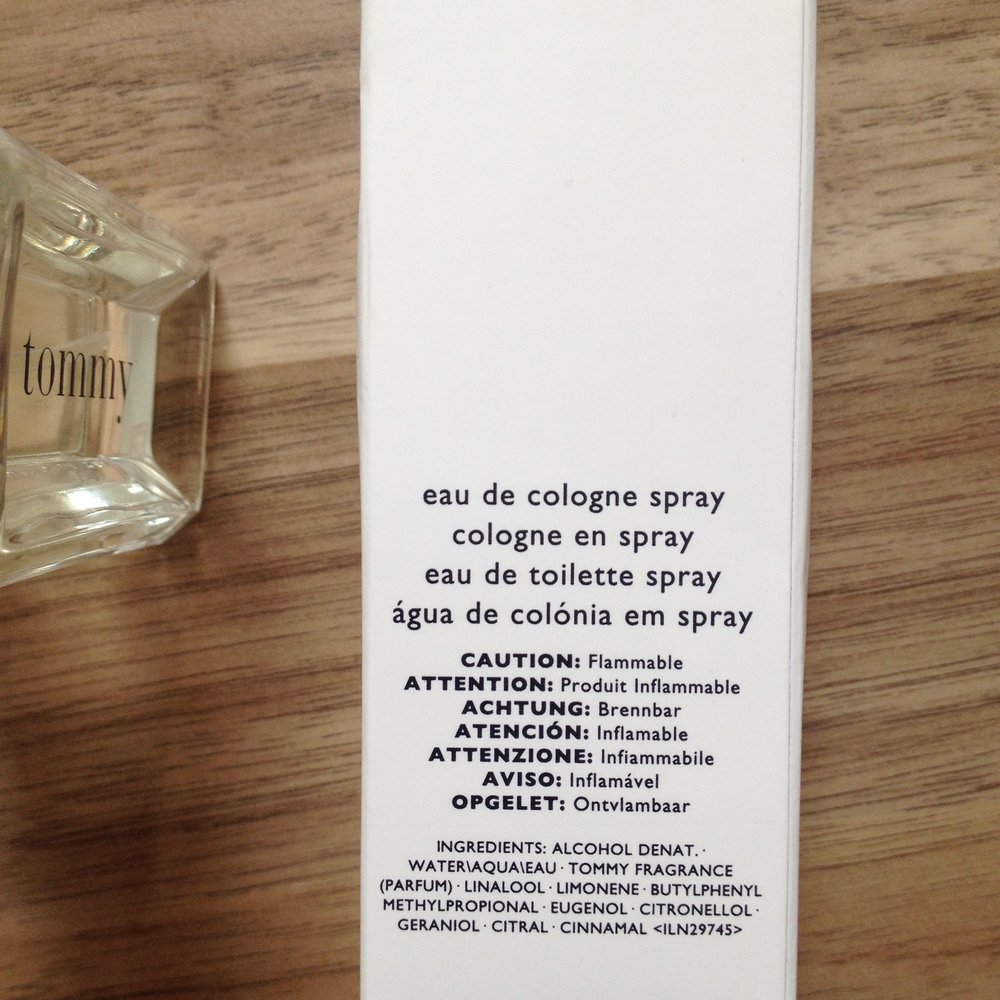 tommy
eau de cologne spray
cologne en spray
eau de toilette spray
água de colónia em spray
CAUTION: Flammable
ATTENTION: Produit Inflammable
ACHTUNG: Brennbar
ATENCIÓN: Inflamable
ATTENZIONE: Infiammabile
AVISO: Inflamável
OPGELET: Ontvlambaar
INGREDIENTS: ALCOHOL DENAT. ·
WATER\AQUA\EAU · TOMMY FRAGRANCE
(PARFUM) · LINALOOL · LIMONENE · BUTYLPHENYL
METHYLPROPIONAL · EUGENOL · CITRONELLOL ·
GERANIOL · CITRAL · CINNAMAL <ILN29745>